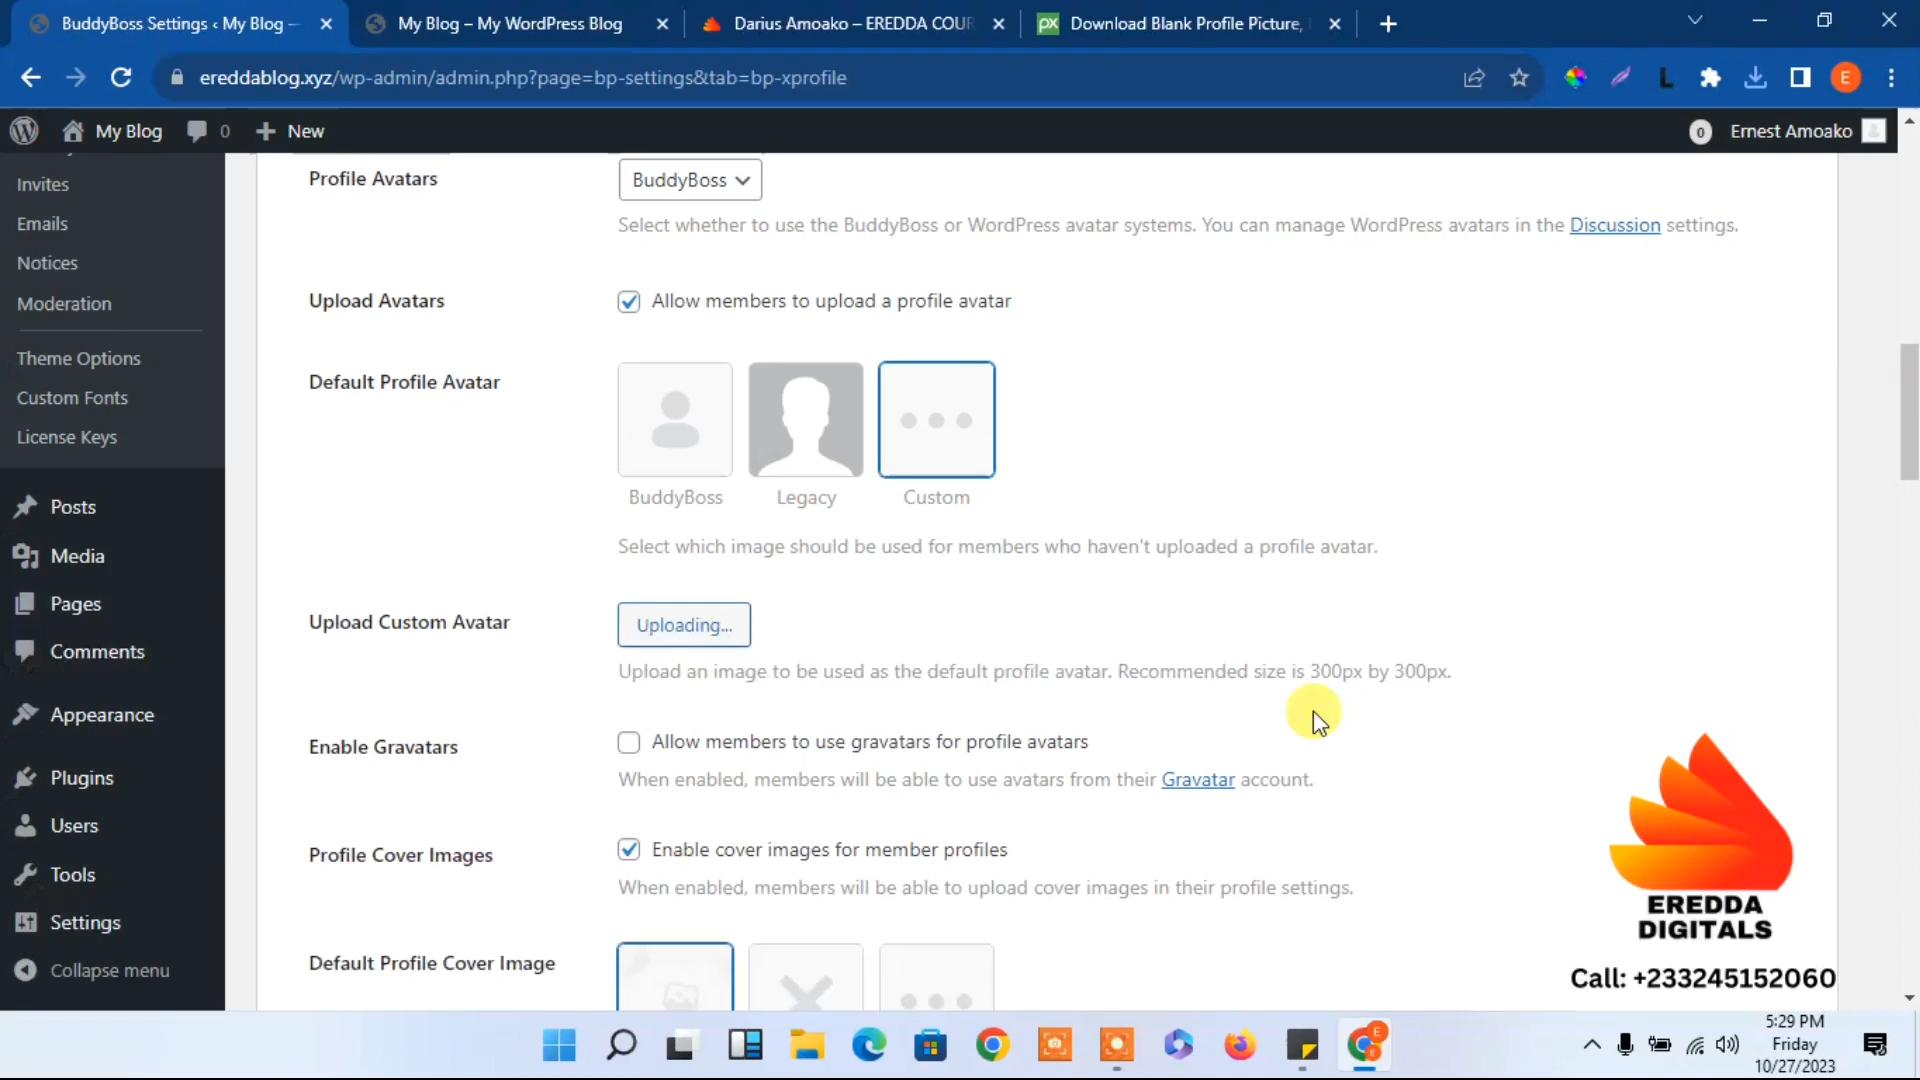 BuddyBoss Settings ‹ My Blog –
My Blog – My WordPress Blog
Darius Amoako – EREDDA COUR
px Download Blank Profile Picture,
ereddablog.xyz/wp-admin/admin.php?page=bp-settings&tab=bp-xprofile
L
E
My Blog
0
New
0
Ernest Amoako
Invites
Emails
Notices
Moderation
Theme Options
Custom Fonts
License Keys
Posts
Media
Pages
Comments
Appearance
Plugins
Users
Tools
Settings
Collapse menu
Profile Avatars
BuddyBoss
Select whether to use the BuddyBoss or WordPress avatar systems. You can manage WordPress avatars in the Discussion settings.
Upload Avatars
Allow members to upload a profile avatar
Default Profile Avatar
BuddyBoss
Legacy
Custom
Select which image should be used for members who haven't uploaded a profile avatar.
Upload Custom Avatar
Uploading...
Upload an image to be used as the default profile avatar. Recommended size is 300px by 300px.
Enable Gravatars
Allow members to use gravatars for profile avatars
When enabled, members will be able to use avatars from their Gravatar account.
Profile Cover Images
Enable cover images for member profiles
When enabled, members will be able to upload cover images in their profile settings.
Default Profile Cover Image
EREDDA
DIGITALS
Call: +233245152060
5:29 PM
Friday
10/27/2023